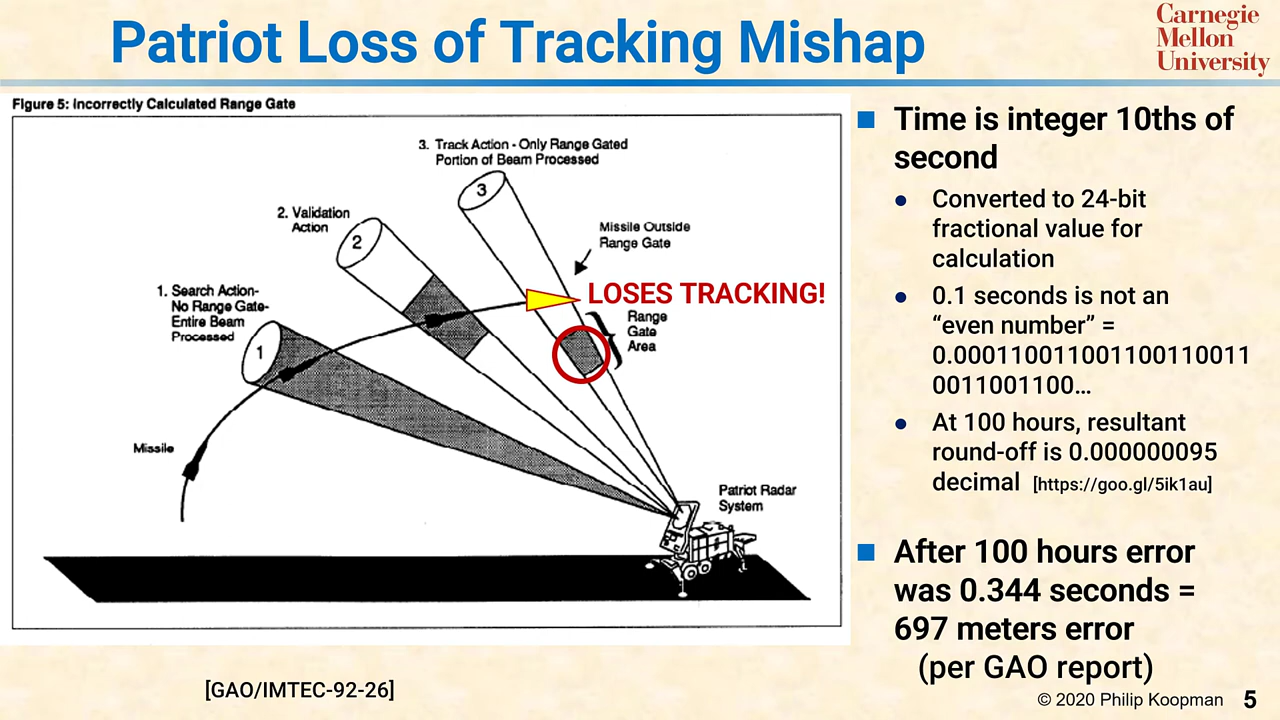 Patriot Loss of Tracking Mishap
Carnegie
Mellon
University
Figure 5: Incorrectly Calculated Range Gate
3. Track Action - Only Range Gated
Portion of Beam Processed
3
2. Validation
Action
2
Missile Outside
Range Gate
1. Search Action-
No Range Gate-
Entire Beam
Processed
1
LOSES TRACKING!
Range
Gate
Area
Missile
Patriot Radar
System
[GAO/IMTEC-92-26]
Time is integer 10ths of
second
Converted to 24-bit
fractional value for
calculation
0.1 seconds is not an
“even number” =
0.000110011001100110011
0011001100...
At 100 hours, resultant
round-off is 0.000000095
decimal [https://goo.gl/5ik1au]
After 100 hours error
was 0.344 seconds =
697 meters error
(per GAO report)
© 2020 Philip Koopman 5